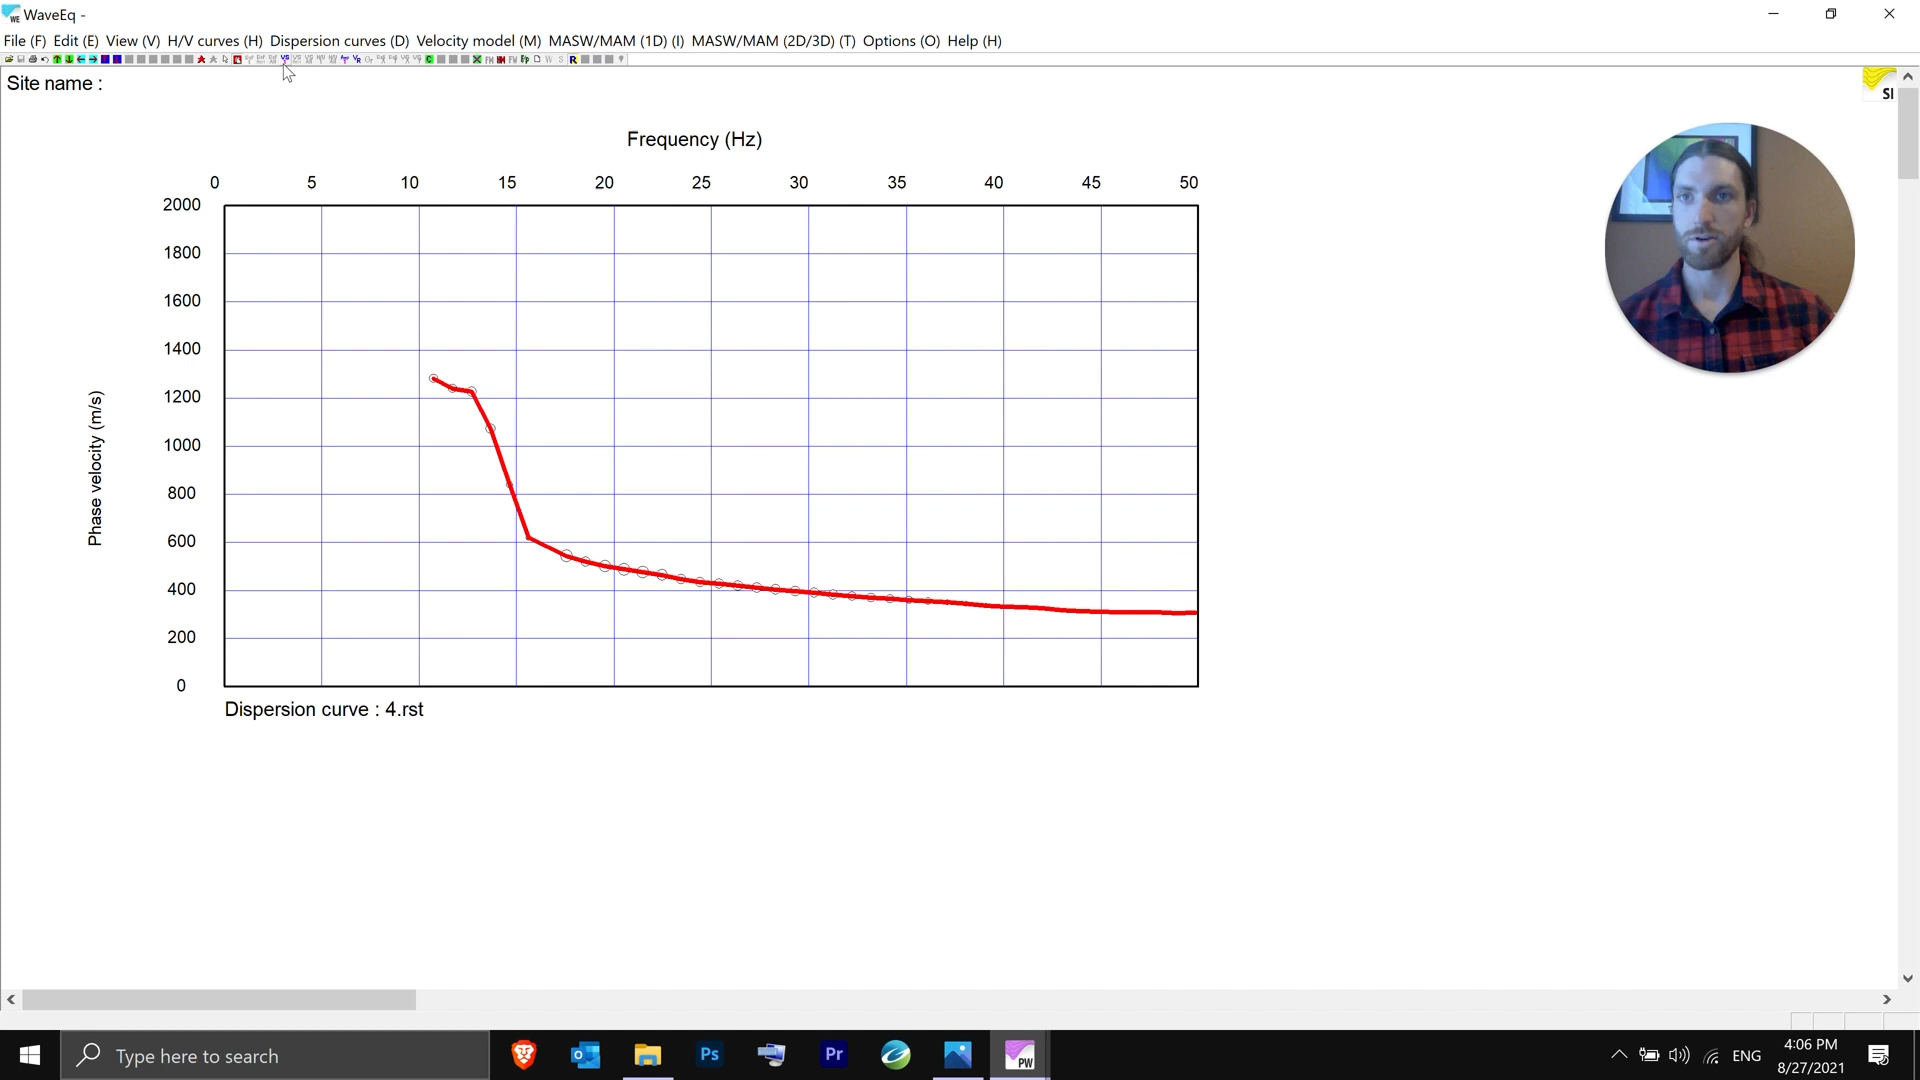 WaveEq -
File (F) Edit (E) View (V) H/V curves (H) Dispersion curves (D) Velocity model (M) MASW/MAM (1D) (I) MASW/MAM (2D/3D) (T) Options (O) Help (H)
Site name :
SI
Frequency (Hz)
0 5 10 15 20 25 30 35 40 45 50
2000
1800
1600
1400
1200
1000
800
600
400
200
0
Phase velocity (m/s)
Dispersion curve : 4.rst
Type here to search
Ps
Pr
PW
ENG
4:06 PM
8/27/2021